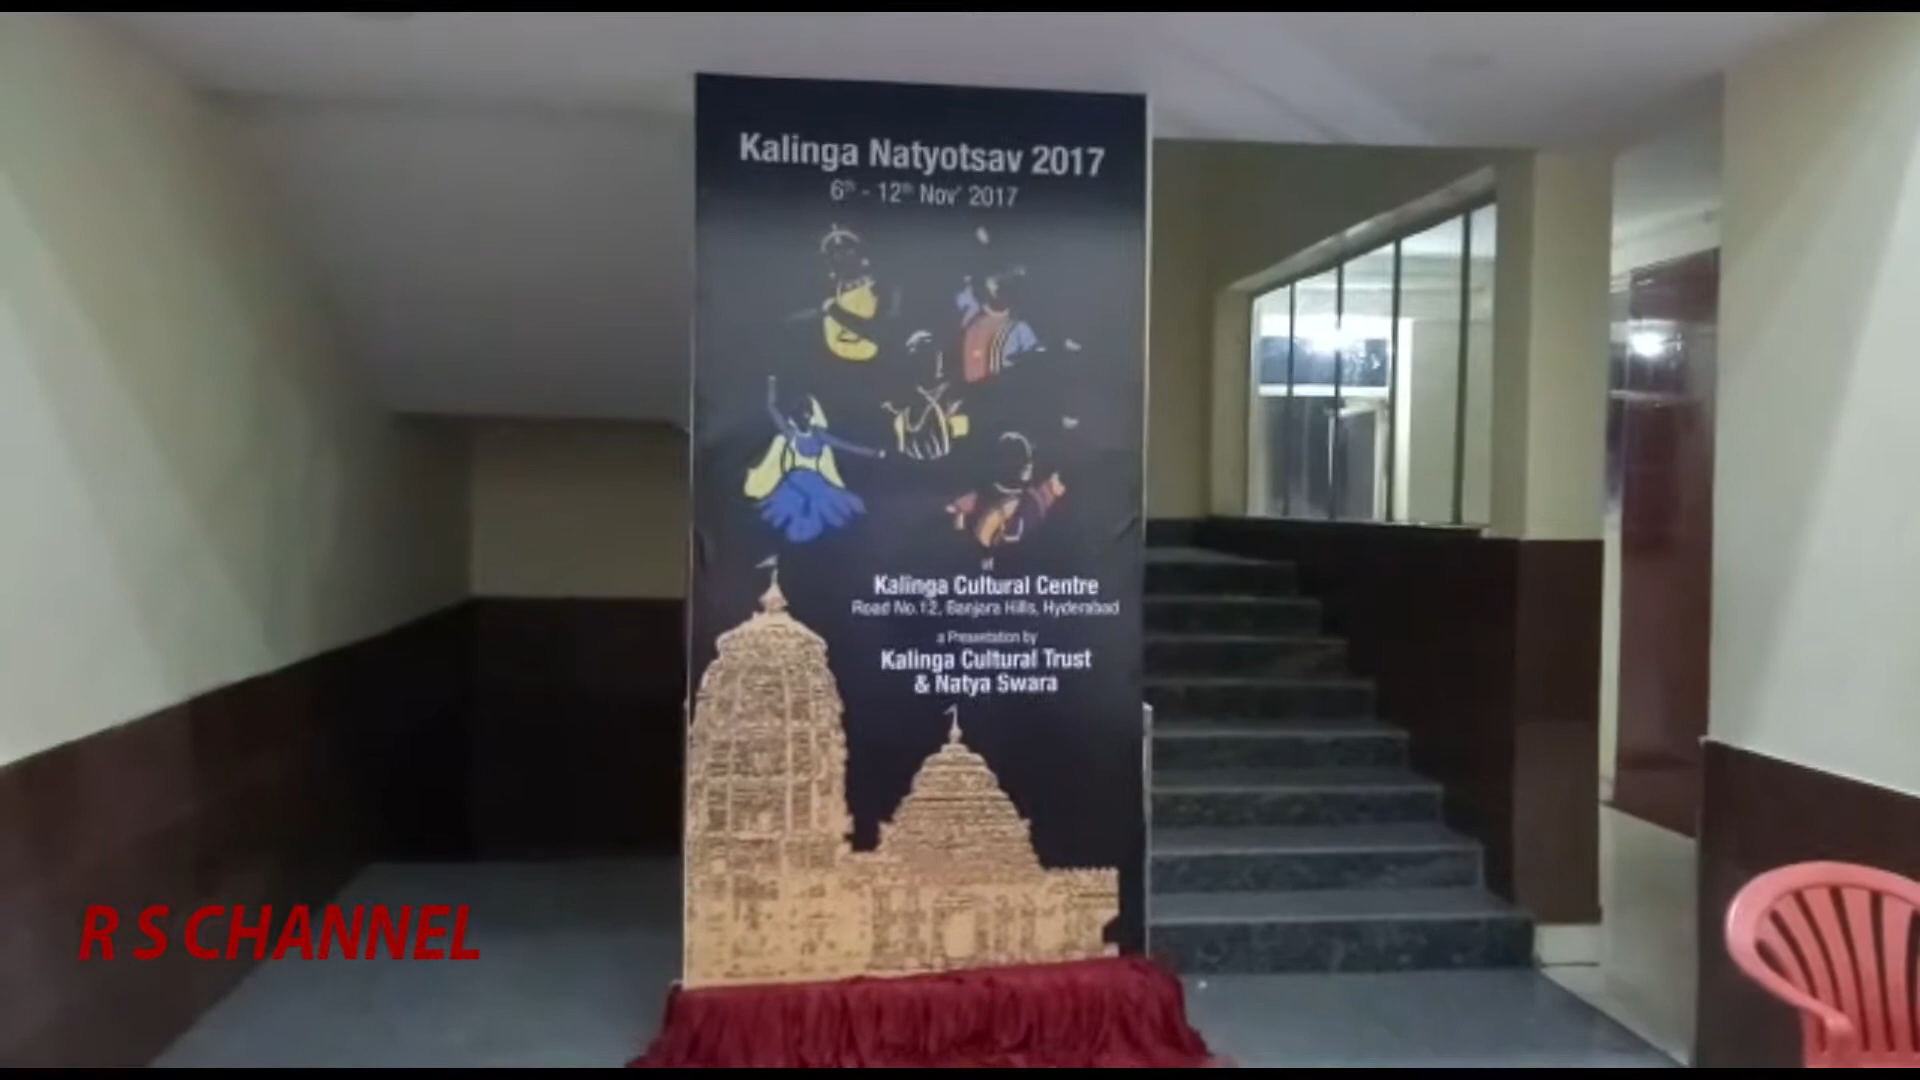 Kalinga Natyotsav 2017
6th - 12th Nov' 2017
at
Kalinga Cultural Centre
Road No.12, Banjara Hills, Hyderabad
a Presentation by
Kalinga Cultural Trust
& Natya Swara
R S CHANNEL